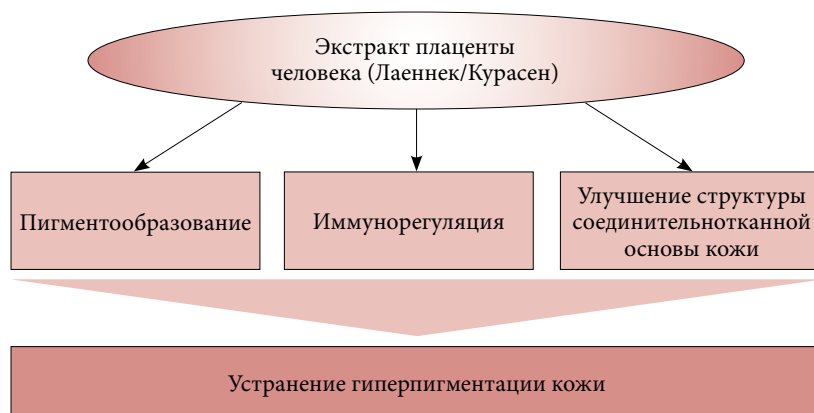 Экстракт плаценты
человека (Лаеннек/Курасен)
Пигментообразование
Иммунорегуляция
Улучшение структуры
соединительнотканной
основы кожи
Устранение гиперпигментации кожи